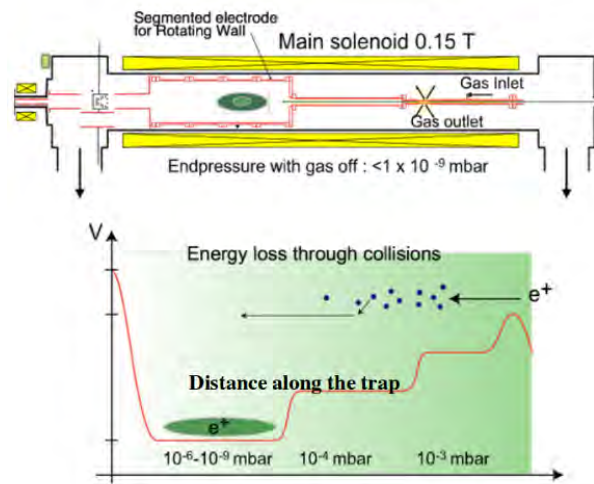 Segmented electrode
for Rotating Wall
Main solenoid 0.15 T
Gas Inlet
Gas outlet
Endpressure with gas off : <1 x 10⁻⁹ mbar
V
Energy loss through collisions
e⁺
Distance along the trap
e⁺
10⁻⁶-10⁻⁹ mbar
10⁻⁴ mbar
10⁻³ mbar